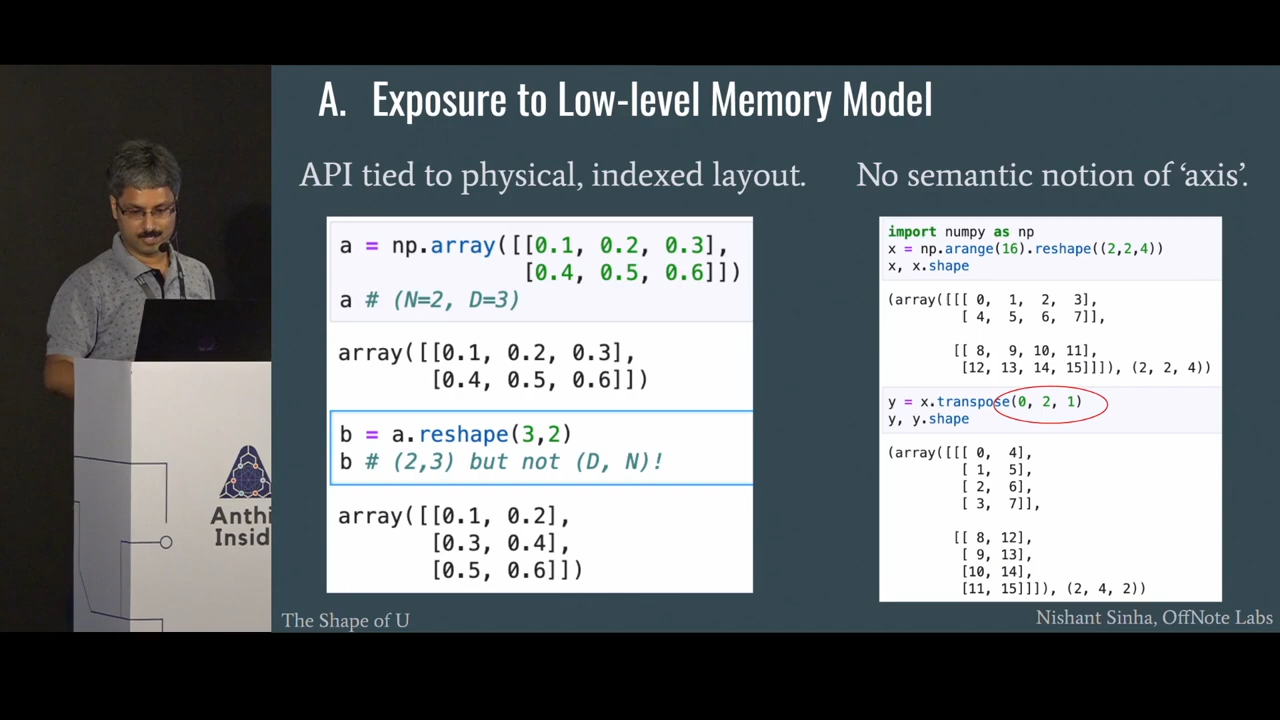 A. Exposure to Low-level Memory Model
API tied to physical, indexed layout.
a = np.array([[0.1, 0.2, 0.3],
[0.4, 0.5, 0.6]])
a # (N=2, D=3)
array([[0.1, 0.2, 0.3],
[0.4, 0.5, 0.6]])
b = a.reshape(3,2)
b # (2,3) but not (D, N)!
array([[0.1, 0.2],
[0.3, 0.4],
[0.5, 0.6]])
No semantic notion of ‘axis’.
import numpy as np
x = np.arange(16).reshape((2,2,4))
x, x.shape
(array([[[ 0, 1, 2, 3],
[ 4, 5, 6, 7]],
[[ 8, 9, 10, 11],
[12, 13, 14, 15]]]), (2, 2, 4))
y = x.transpose(0, 2, 1)
y, y.shape
(array([[[ 0, 4],
[ 1, 5],
[ 2, 6],
[ 3, 7]],
[[ 8, 12],
[ 9, 13],
[10, 14],
[11, 15]]]), (2, 4, 2))
Anthi
Insid
The Shape of U
Nishant Sinha, OffNote Labs